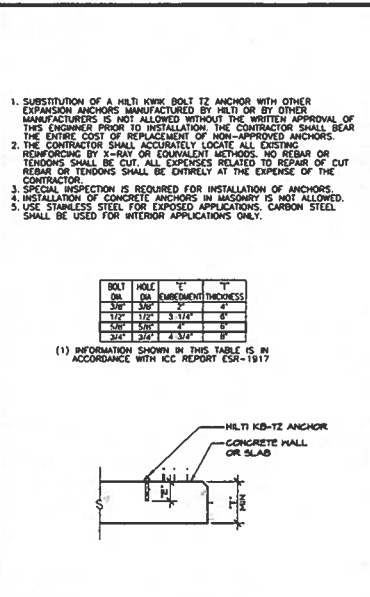 1. SUBSTITUTION OF A HILTI KWIK BOLT TZ ANCHOR WITH OTHER
EXPANSION ANCHORS MANUFACTURED BY HILTI OR BY OTHER
MANUFACTURERS IS NOT ALLOWED WITHOUT THE WRITTEN APPROVAL OF
THIS ENGINNER PRIOR TO INSTALLATION. THE CONTRACTOR SHALL BEAR
THE ENTIRE COST OF REPLACEMENT OF NON-APPROVED ANCHORS.
2. THE CONTRACTOR SHALL ACCURATELY LOCATE ALL EXISTING
REINFORCING BY X-RAY OR EQUIVALENT METHODS. NO REBAR OR
TENDONS SHALL BE CUT. ALL EXPENSES RELATED TO REPAIR OF CUT
REBAR OR TENDONS SHALL BE ENTIRELY AT THE EXPENSE OF THE
CONTRACTOR.
3. SPECIAL INSPECTION IS REQUIRED FOR INSTALLATION OF ANCHORS.
4. INSTALLATION OF CONCRETE ANCHORS IN MASONRY IS NOT ALLOWED.
5. USE STAINLESS STEEL FOR EXPOSED APPLICATIONS. CARBON STEEL
SHALL BE USED FOR INTERIOR APPLICATIONS ONLY.
BOLT DIA HOLE DIA "E" EMBEDMENT "T" THICKNESS
3/8" 3/8" 2" 4"
1/2" 1/2" 3 1/4" 6"
5/8" 5/8" 4" 6"
3/4" 3/4" 4 3/4" 8"
(1) INFORMATION SHOWN IN THIS TABLE IS IN
ACCORDANCE WITH ICC REPORT ESR-1917
HILTI KB-TZ ANCHOR
CONCRETE WALL
OR SLAB
"E"
"T"
MIN